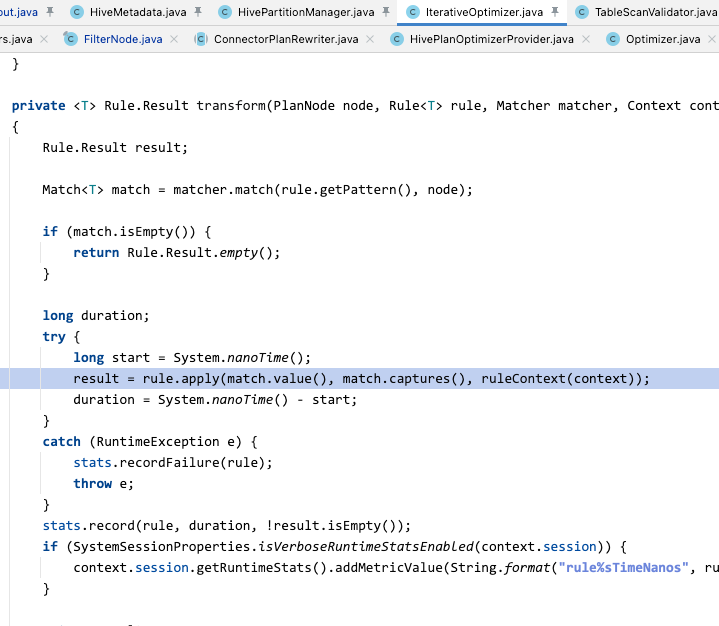 out.java HiveMetadata.java HivePartitionManager.java IterativeOptimizer.java TableScanValidator.java
rs.java FilterNode.java ConnectorPlanRewriter.java HivePlanOptimizerProvider.java Optimizer.java
}
private <T> Rule.Result transform(PlanNode node, Rule<T> rule, Matcher matcher, Context cont
{
Rule.Result result;
Match<T> match = matcher.match(rule.getPattern(), node);
if (match.isEmpty()) {
return Rule.Result.empty();
}
long duration;
try {
long start = System.nanoTime();
result = rule.apply(match.value(), match.captures(), ruleContext(context));
duration = System.nanoTime() - start;
}
catch (RuntimeException e) {
stats.recordFailure(rule);
throw e;
}
stats.record(rule, duration, !result.isEmpty());
if (SystemSessionProperties.isVerboseRuntimeStatsEnabled(context.session)) {
context.session.getRuntimeStats().addMetricValue(String.format("rule%sTimeNanos", ru
}